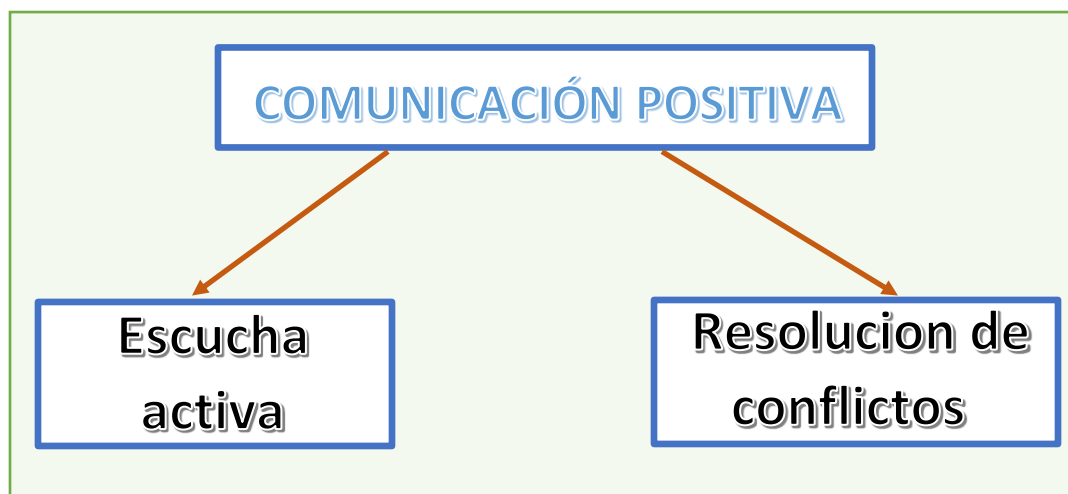 COMUNICACIÓN POSITIVA
Escucha
activa
Resolucion de
conflictos